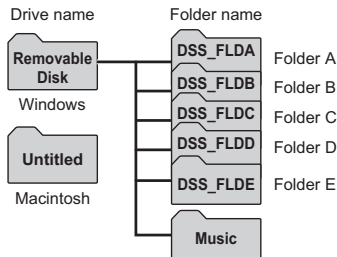 Drive name
Folder name
Removable
Disk
Windows
Untitled
Macintosh
DSS_FLDA
Folder A
DSS_FLDB
Folder B
DSS_FLDC
Folder C
DSS_FLDD
Folder D
DSS_FLDE
Folder E
Music